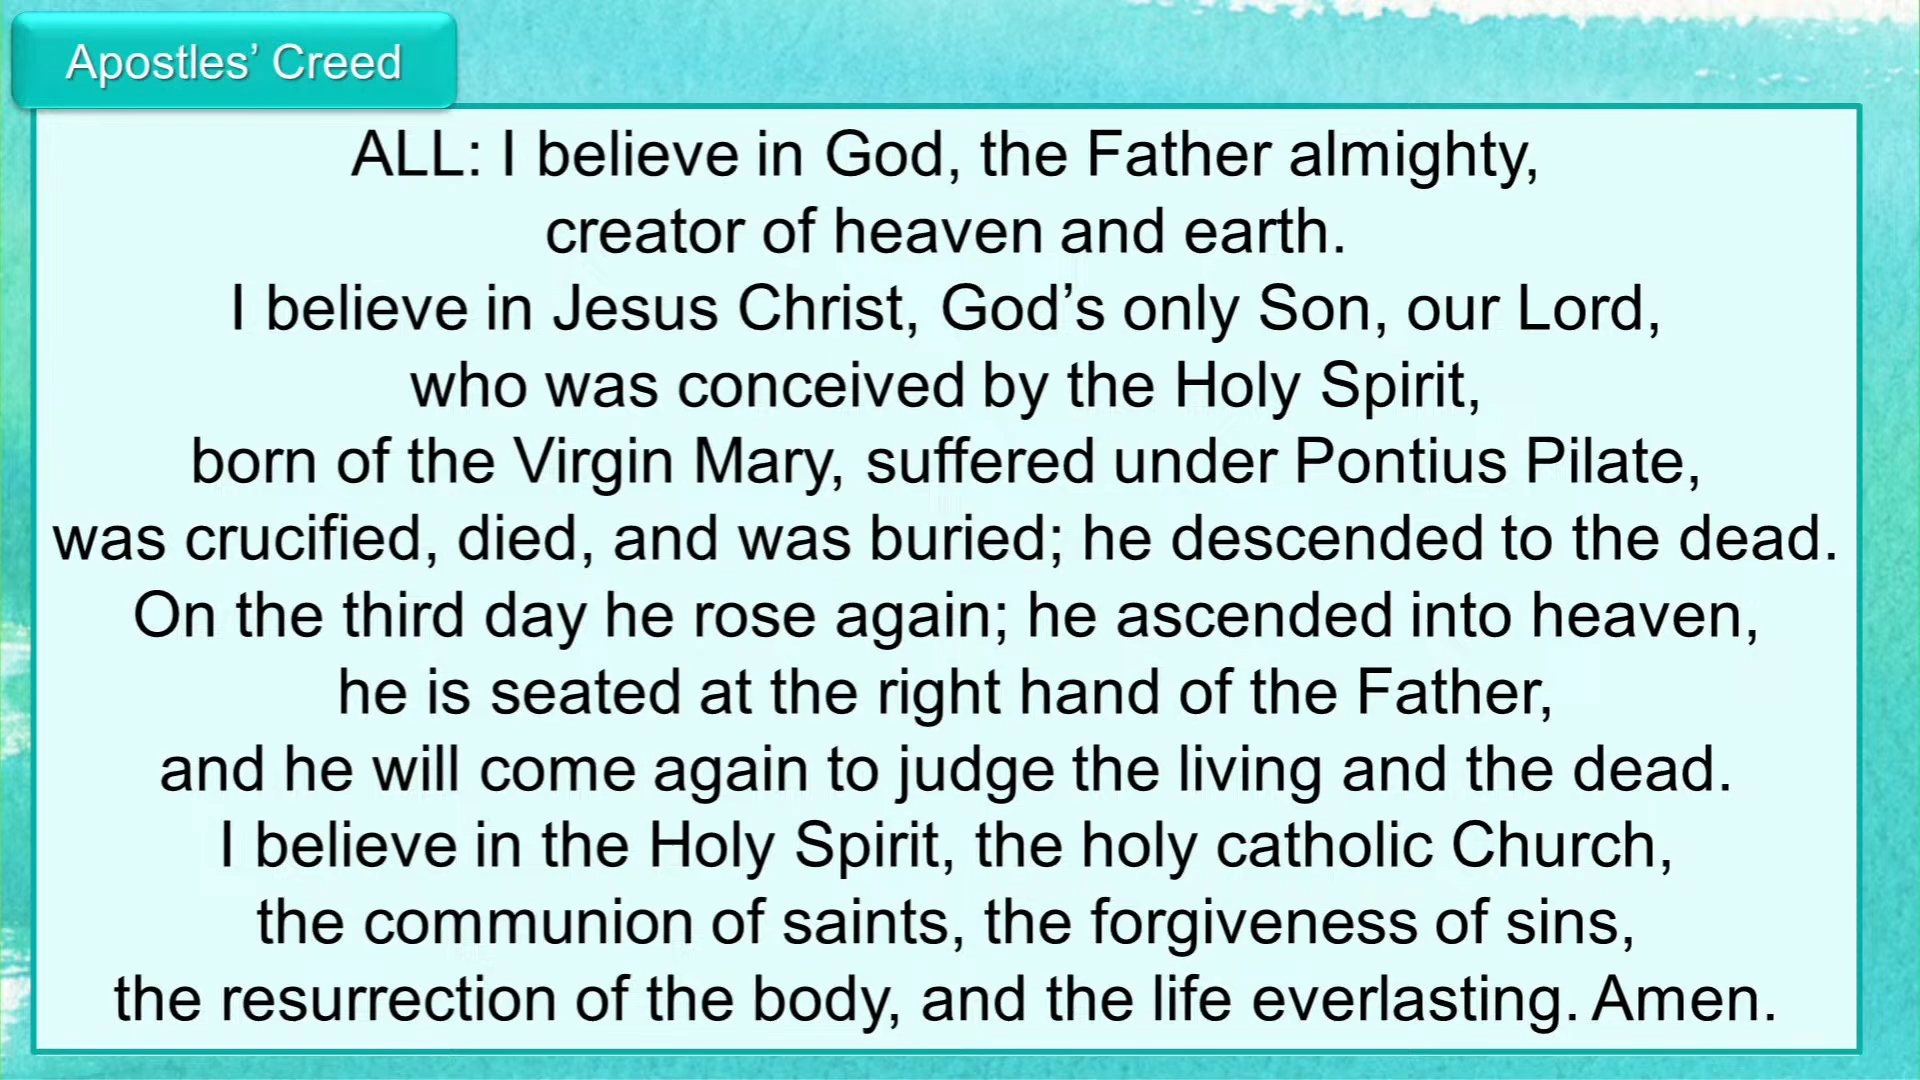 Apostles’ Creed
ALL: I believe in God, the Father almighty,
creator of heaven and earth.
I believe in Jesus Christ, God’s only Son, our Lord,
who was conceived by the Holy Spirit,
born of the Virgin Mary, suffered under Pontius Pilate,
was crucified, died, and was buried; he descended to the dead.
On the third day he rose again; he ascended into heaven,
he is seated at the right hand of the Father,
and he will come again to judge the living and the dead.
I believe in the Holy Spirit, the holy catholic Church,
the communion of saints, the forgiveness of sins,
the resurrection of the body, and the life everlasting. Amen.